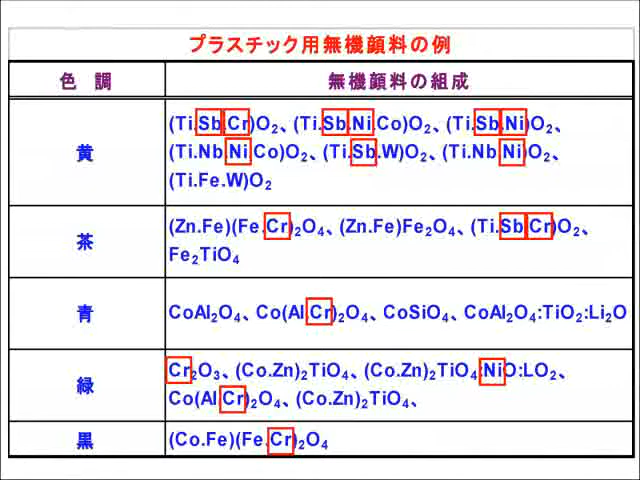 プラスチック用無機顔料の例
色 調 無機顔料の組成
黄
(Ti.Sb.Cr)O₂、(Ti.Sb.Ni.Co)O₂、(Ti.Sb.Ni)O₂、
(Ti.Nb.Ni.Co)O₂、(Ti.Sb.W)O₂、(Ti.Nb.Ni)O₂、
(Ti.Fe.W)O₂
茶
(Zn.Fe)(Fe.Cr)₂O₄、(Zn.Fe)Fe₂O₄、(Ti.Sb.Cr)O₂、
Fe₂TiO₄
青
CoAl₂O₄、Co(Al.Cr)₂O₄、CoSiO₄、CoAl₂O₄:TiO₂:Li₂O
緑
Cr₂O₃、(Co.Zn)₂TiO₄、(Co.Zn)₂TiO₄:NiO:LO₂、
Co(Al.Cr)₂O₄、(Co.Zn)₂TiO₄、
黒
(Co.Fe)(Fe.Cr)₂O₄